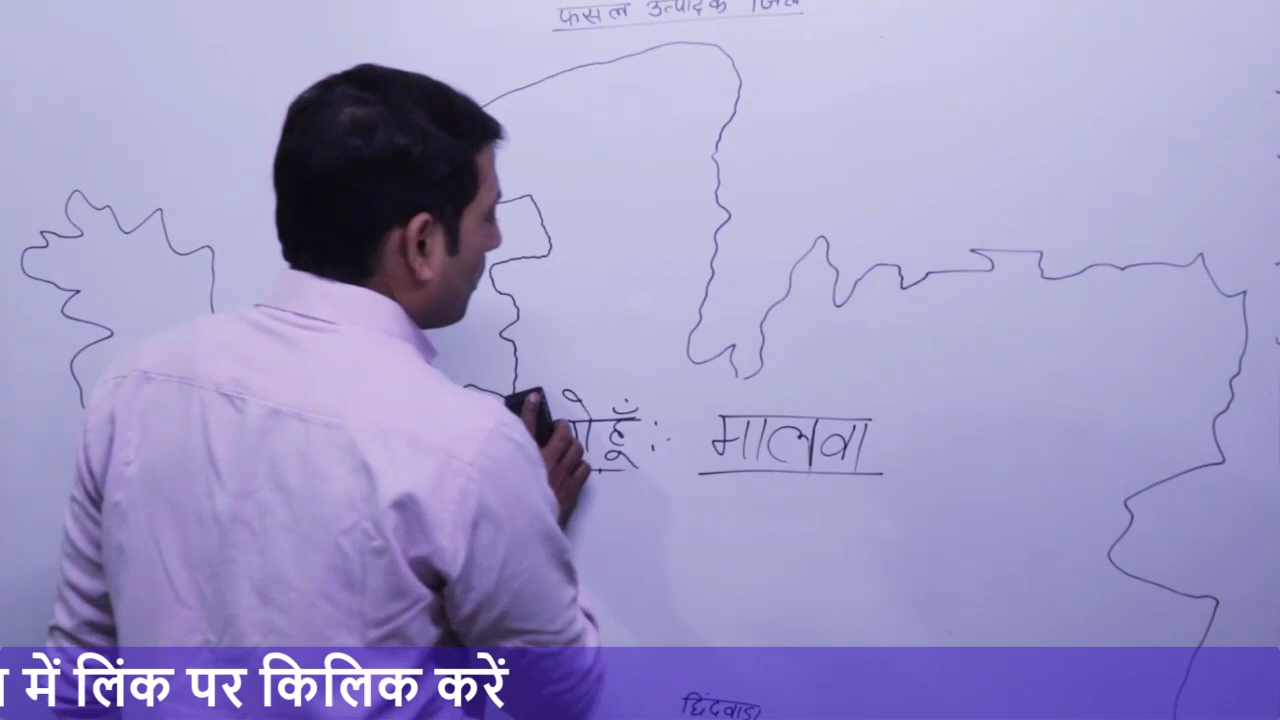 फसल उत्पादक जिले
गेहूँ : मालवा
छिंदवाड़ा
में लिंक पर किलिक करें